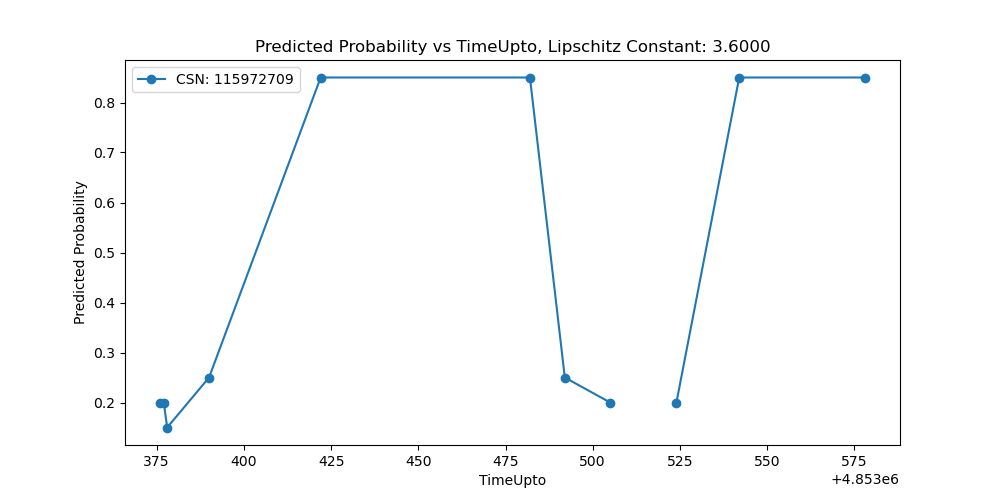 Predicted Probability vs TimeUpto, Lipschitz Constant: 3.6000
CSN: 115972709
Predicted Probability
0.8
0.7
0.6
0.5
0.4
0.3
0.2
375 400 425 450 475 500 525 550 575
TimeUpto
+4.853e6